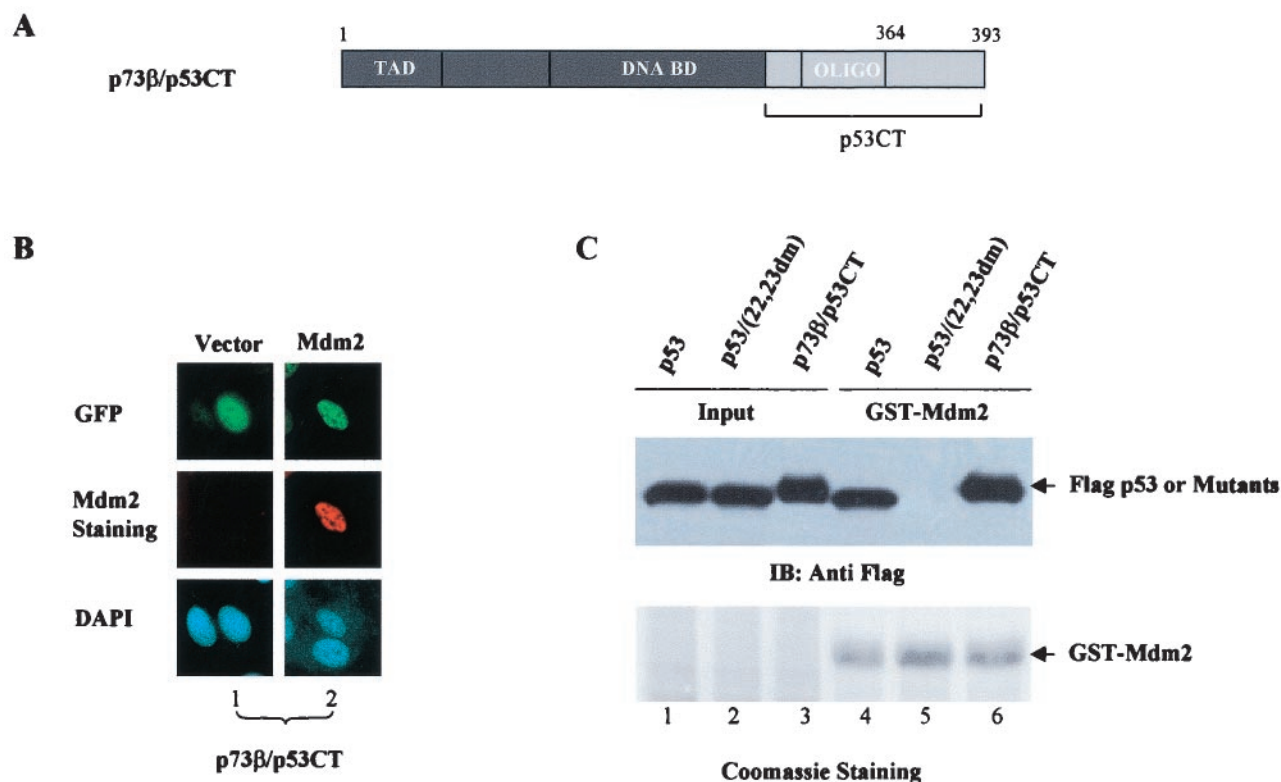 A
1 364 393
p73β/p53CT
TAD DNA BD OLIGO
p53CT
B
Vector Mdm2
GFP
Mdm2
Staining
DAPI
1 2
p73β/p53CT
C
p53 p53/(22,23dm) p73β/p53CT p53 p53/(22,23dm) p73β/p53CT
Input GST-Mdm2
Flag p53 or Mutants
IB: Anti Flag
GST-Mdm2
1 2 3 4 5 6
Coomassie Staining